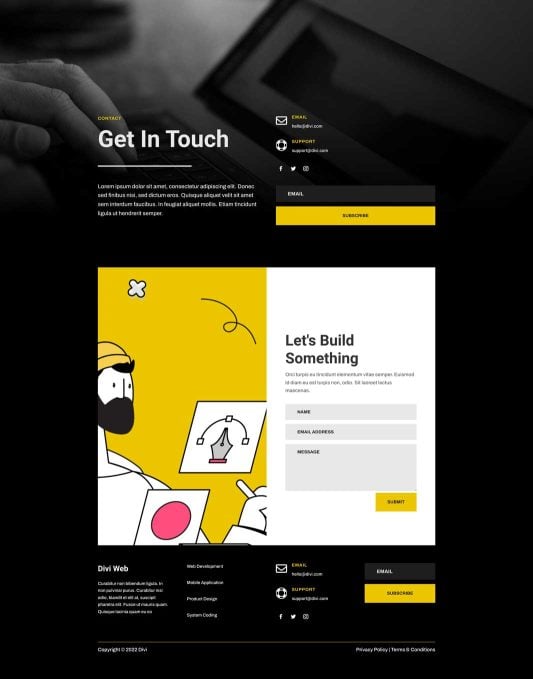 CONTACT
Get In Touch
Lorem ipsum dolor sit amet, consectetur adipiscing elit. Donec
sed finibus nisi, sed dictum eros. Quisque aliquet velit sit amet
sem interdum faucibus. In feugiat aliquet mollis. Etiam tincidunt
ligula ut hendrerit semper.
EMAIL
hello@divi.com
SUPPORT
support@divi.com
EMAIL
SUBSCRIBE
Let's Build
Something
Orci turpis eu tincidunt elementum vitae semper. Euismod
id diam eu est turpis non, odio. Sit laoreet lectus
maecenas.
NAME
EMAIL ADDRESS
MESSAGE
SUBMIT
Divi Web
Curabitur non bibendum ligula. In
non pulvinar purus. Curabitur nisi
odio, blandit et elit at, suscipit
pharetra elit. Fusce ut mauris quam.
Quisque lacinia quam eu eo
Web Development
Mobile Application
Product Design
System Coding
EMAIL
hello@divi.com
SUPPORT
support@divi.com
EMAIL
SUBSCRIBE
Copyright © 2022 Divi
Privacy Policy | Terms & Conditions